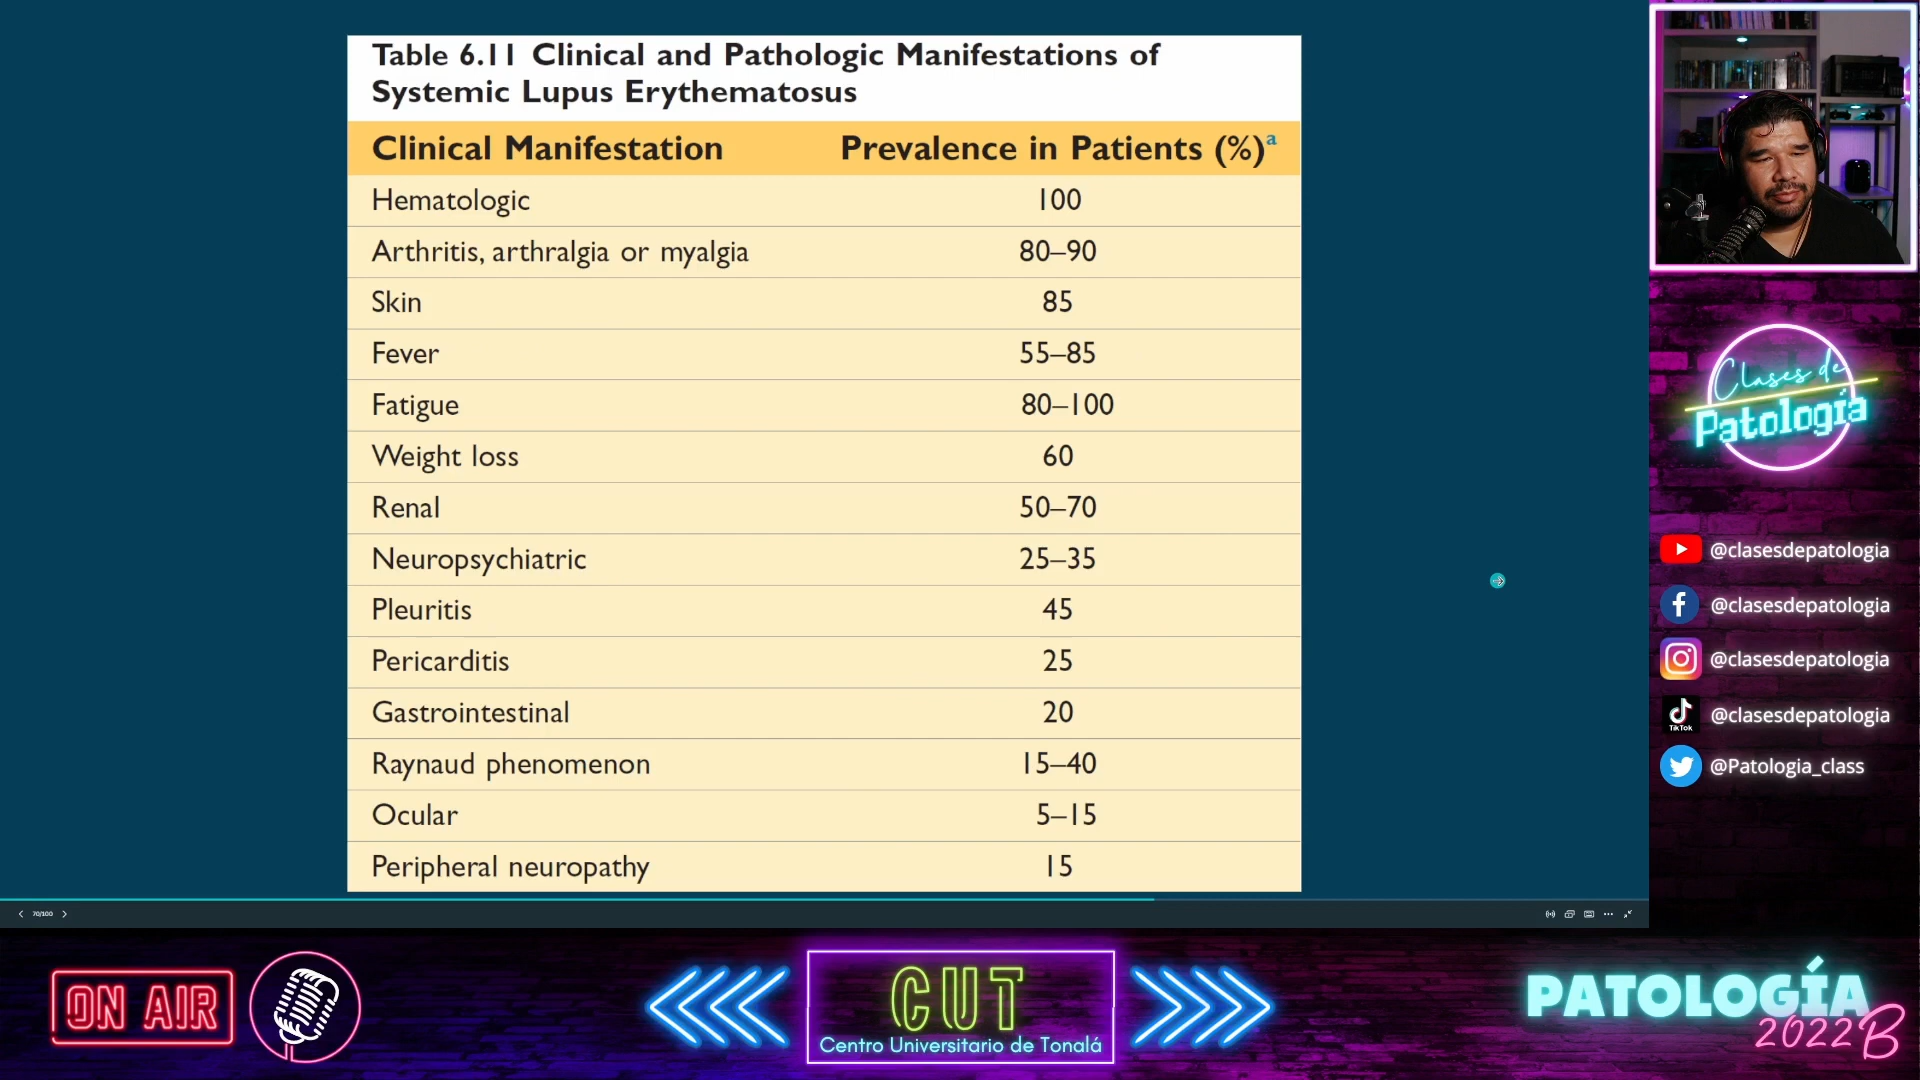 Table 6.11 Clinical and Pathologic Manifestations of
Systemic Lupus Erythematosus
Clinical Manifestation Prevalence in Patients (%)a
Hematologic 100
Arthritis, arthralgia or myalgia 80–90
Skin 85
Fever 55–85
Fatigue 80–100
Weight loss 60
Renal 50–70
Neuropsychiatric 25–35
Pleuritis 45
Pericarditis 25
Gastrointestinal 20
Raynaud phenomenon 15–40
Ocular 5–15
Peripheral neuropathy 15
70/100
Clases de
Patología
@clasesdepatologia
@clasesdepatologia
@clasesdepatologia
TikTok
@clasesdepatologia
@Patologia_class
ON AIR
CUT
Centro Universitario de Tonalá
PATOLOGÍA
2022B